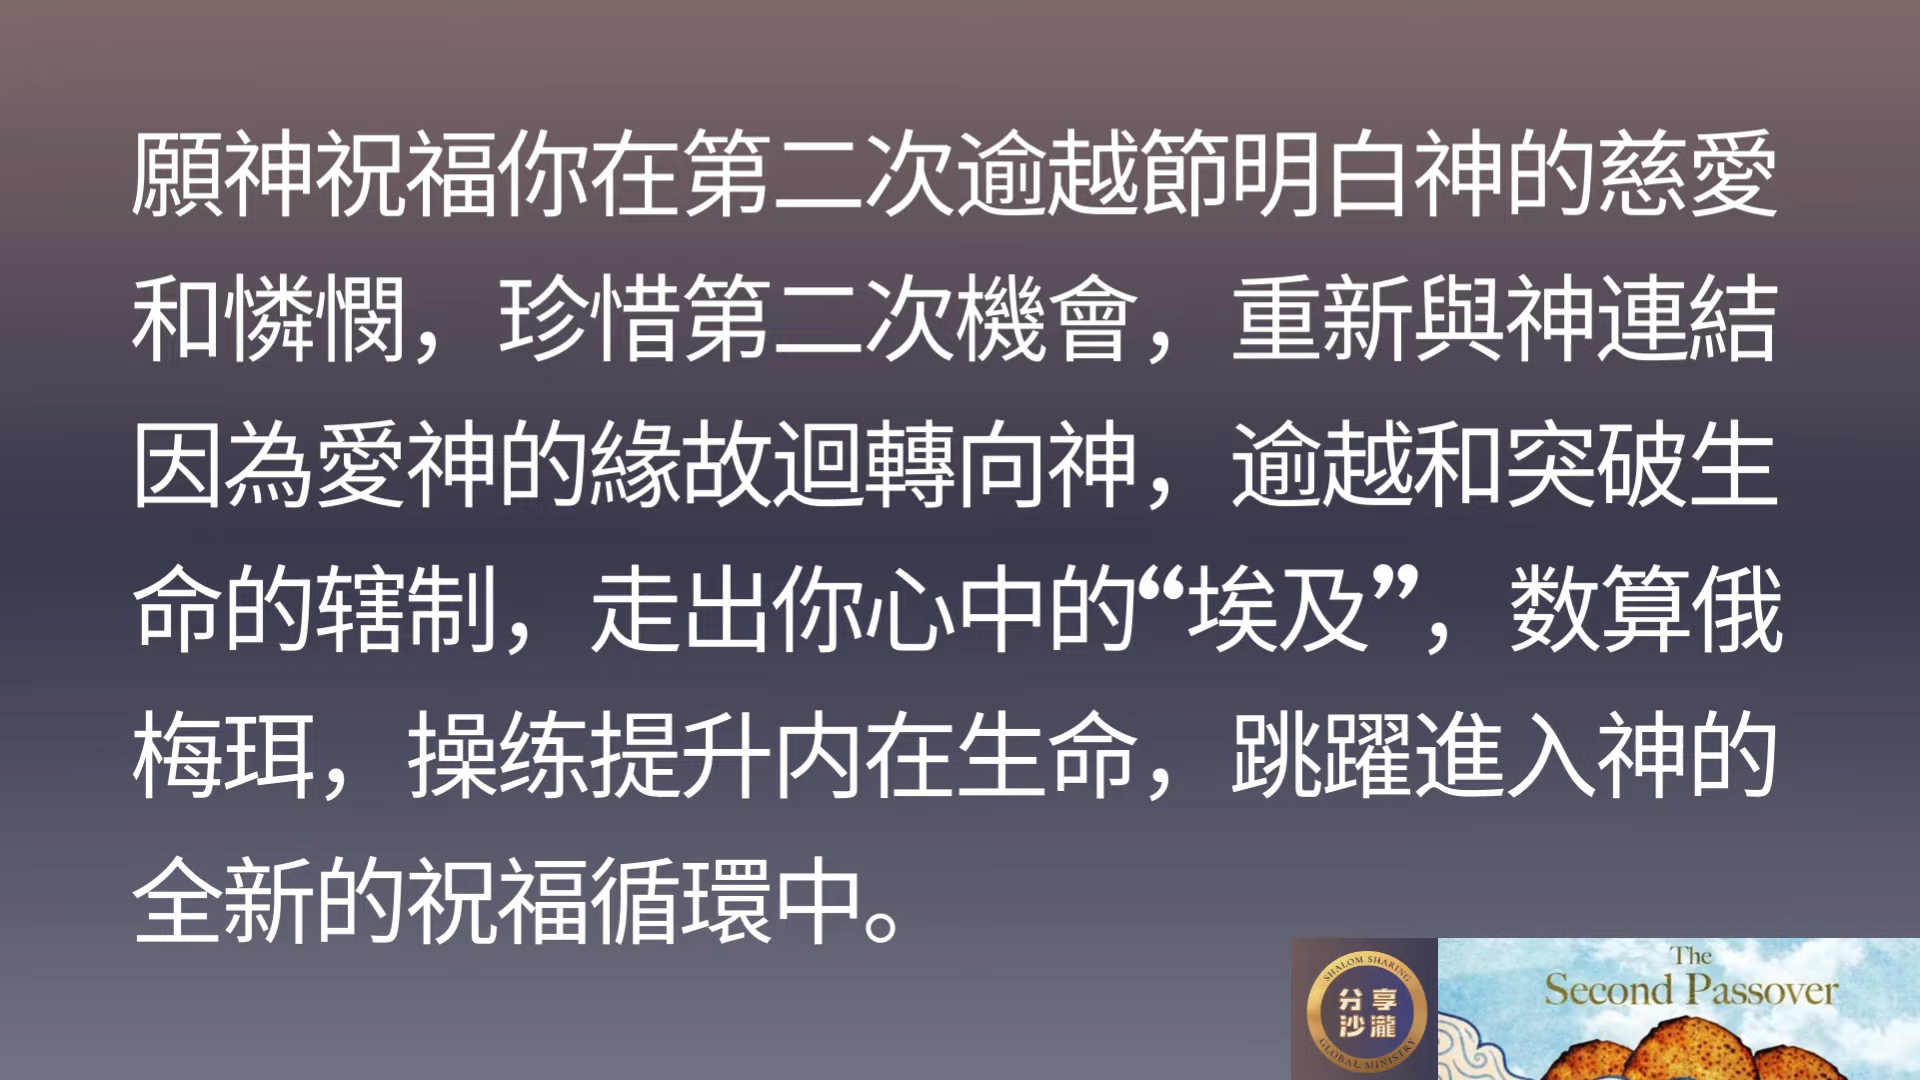 願神祝福你在第二次逾越節明白神的慈愛
和憐憫，珍惜第二次機會，重新與神連結
因為愛神的緣故迴轉向神，逾越和突破生
命的辖制，走出你心中的“埃及”，数算俄
梅珥，操练提升内在生命，跳躍進入神的
全新的祝福循環中。
SHALOM SHARING
分享
沙瀧
GLOBAL MINISTRY
The
Second Passover